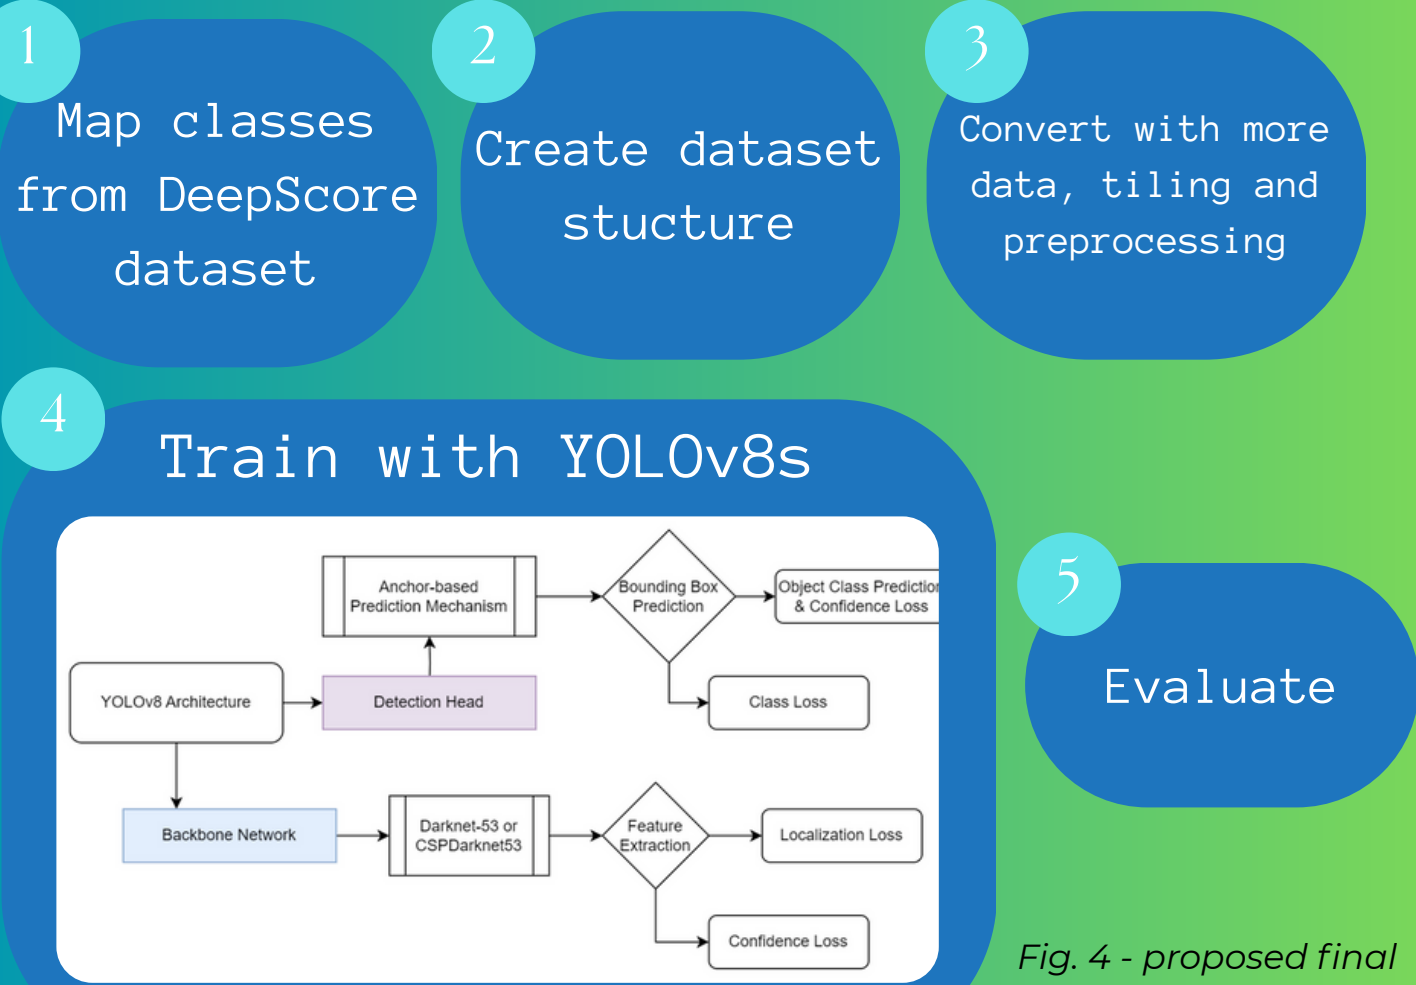 1
Map classes
from DeepScore
dataset
2
Create dataset
stucture
3
Convert with more
data, tiling and
preprocessing
4
Train with YOLOv8s
Anchor-based
Prediction Mechanism
Bounding Box
Prediction
Object Class Prediction
& Confidence Loss
YOLOv8 Architecture
Detection Head
Class Loss
Backbone Network
Darknet-53 or
CSPDarknet53
Feature
Extraction
Localization Loss
Confidence Loss
5
Evaluate
Fig. 4 - proposed final